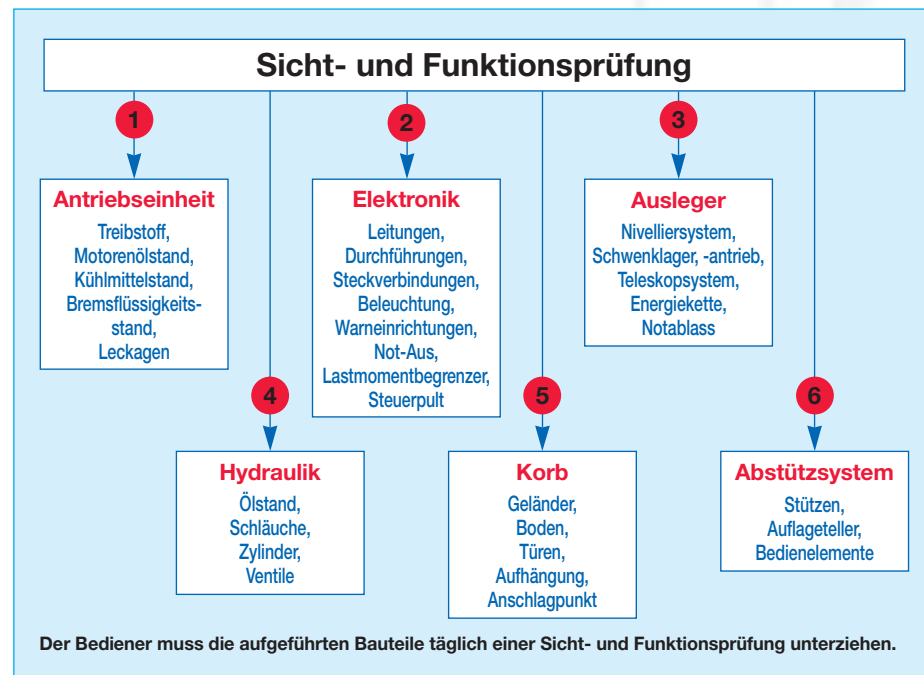 Sicht- und Funktionsprüfung
1
Antriebseinheit
Treibstoff,
Motorenölstand,
Kühlmittelstand,
Bremsflüssigkeits-
stand,
Leckagen
2
Elektronik
Leitungen,
Durchführungen,
Steckverbindungen,
Beleuchtung,
Warneinrichtungen,
Not-Aus,
Lastmomentbegrenzer,
Steuerpult
3
Ausleger
Nivelliersystem,
Schwenklager, -antrieb,
Teleskopsystem,
Energiekette,
Notablass
4
Hydraulik
Ölstand,
Schläuche,
Zylinder,
Ventile
5
Korb
Geländer,
Boden,
Türen,
Aufhängung,
Anschlagpunkt
6
Abstützsystem
Stützen,
Auflageteller,
Bedienelemente
Der Bediener muss die aufgeführten Bauteile täglich einer Sicht- und Funktionsprüfung unterziehen.